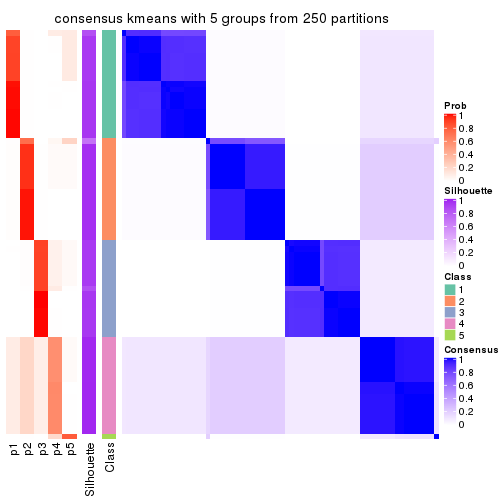 consensus kmeans with 5 groups from 250 partitions
Prob
1
0.8
0.6
0.4
0.2
0
Silhouette
1
0.8
0.6
0.4
0.2
0
Class
1
2
3
4
5
Consensus
1
0.8
0.6
0.4
0.2
0
p1
p2
p3
p4
p5
Silhouette
Class